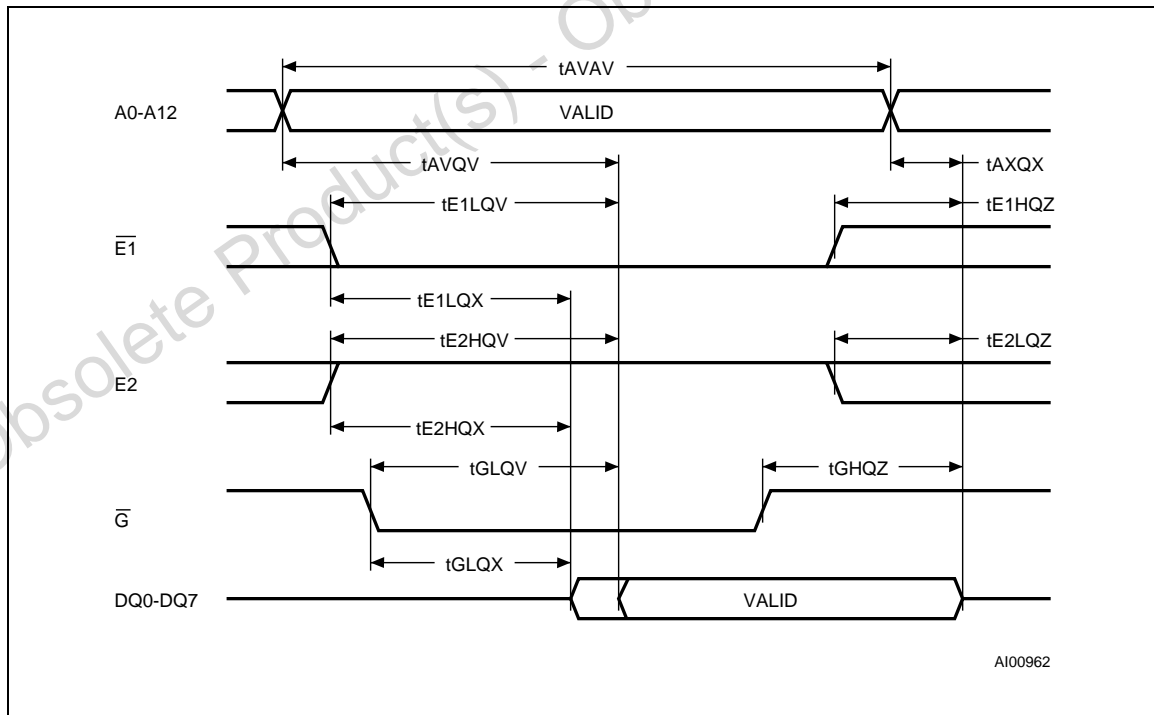 Obsolete Product(s) - Ob
tAVAV
A0-A12
VALID
tAVQV
tAXQX
tE1LQV
tE1HQZ
E1
tE1LQX
tE2HQV
tE2LQZ
E2
tE2HQX
tGLQV
tGHQZ
G
tGLQX
DQ0-DQ7
VALID
AI00962